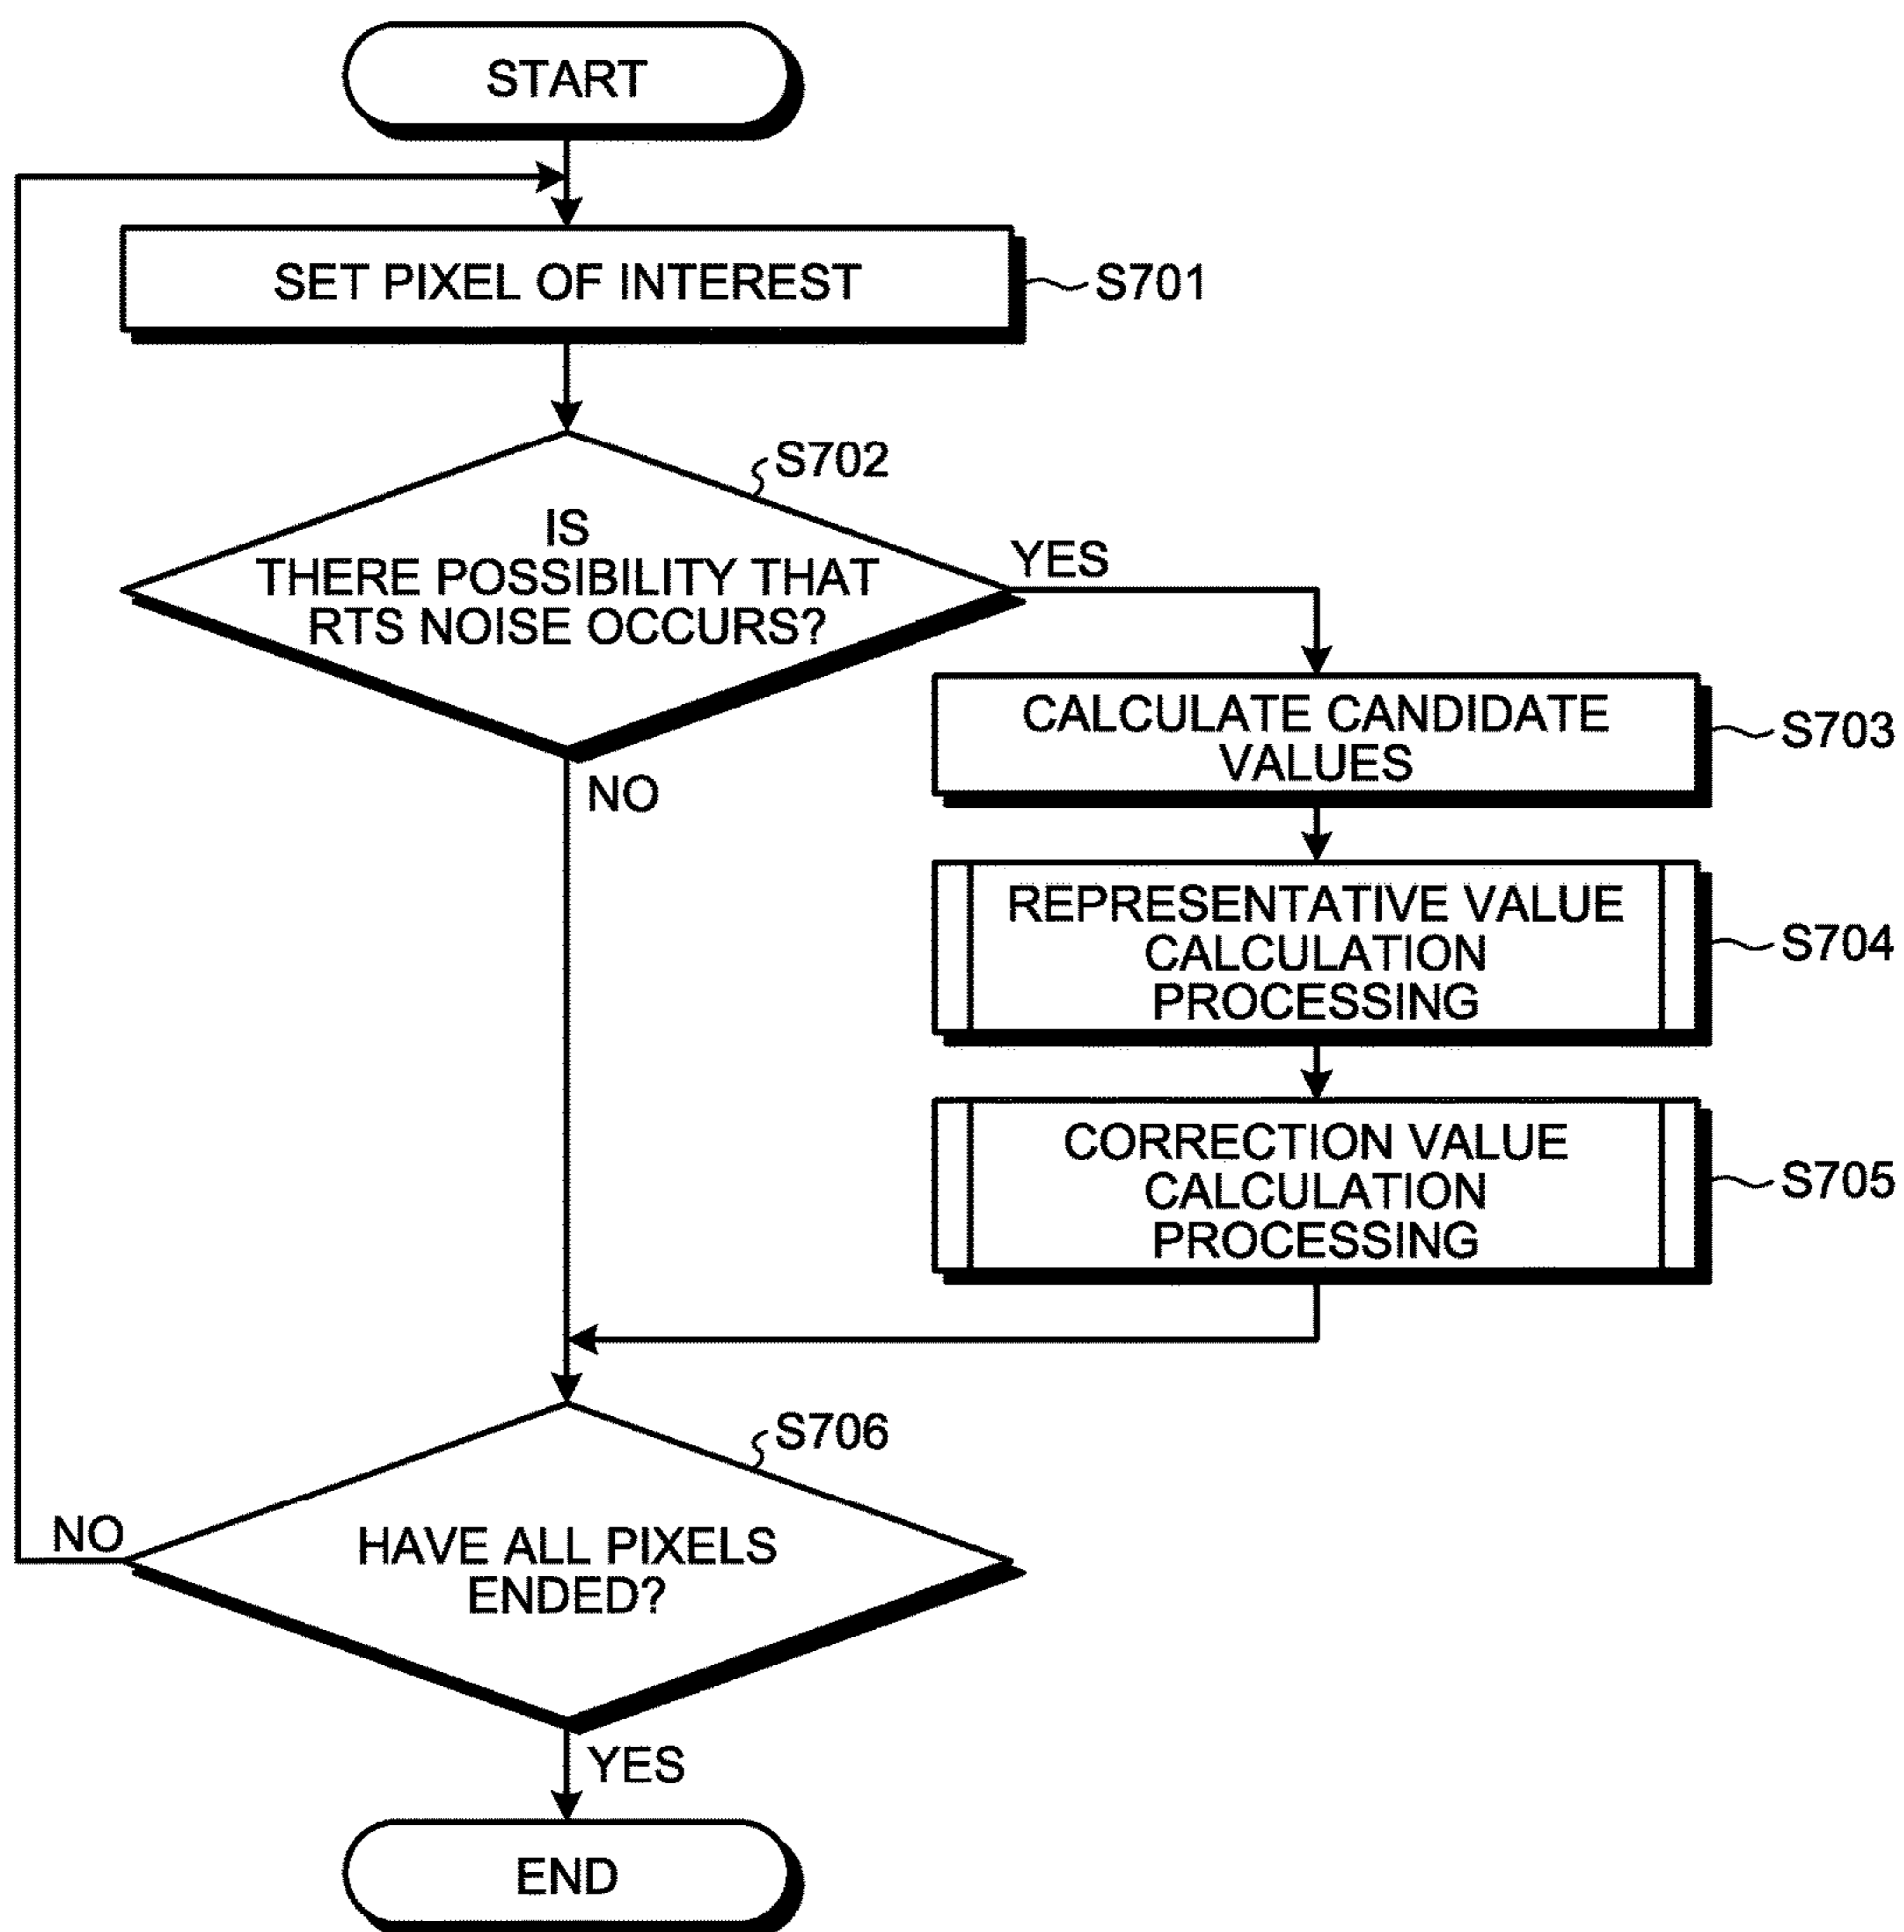 START
SET PIXEL OF INTEREST
S701
S702
IS
THERE POSSIBILITY THAT
RTS NOISE OCCURS?
YES
NO
CALCULATE CANDIDATE
VALUES
S703
REPRESENTATIVE VALUE
CALCULATION
PROCESSING
S704
CORRECTION VALUE
CALCULATION
PROCESSING
S705
S706
HAVE ALL PIXELS
ENDED?
NO
YES
END